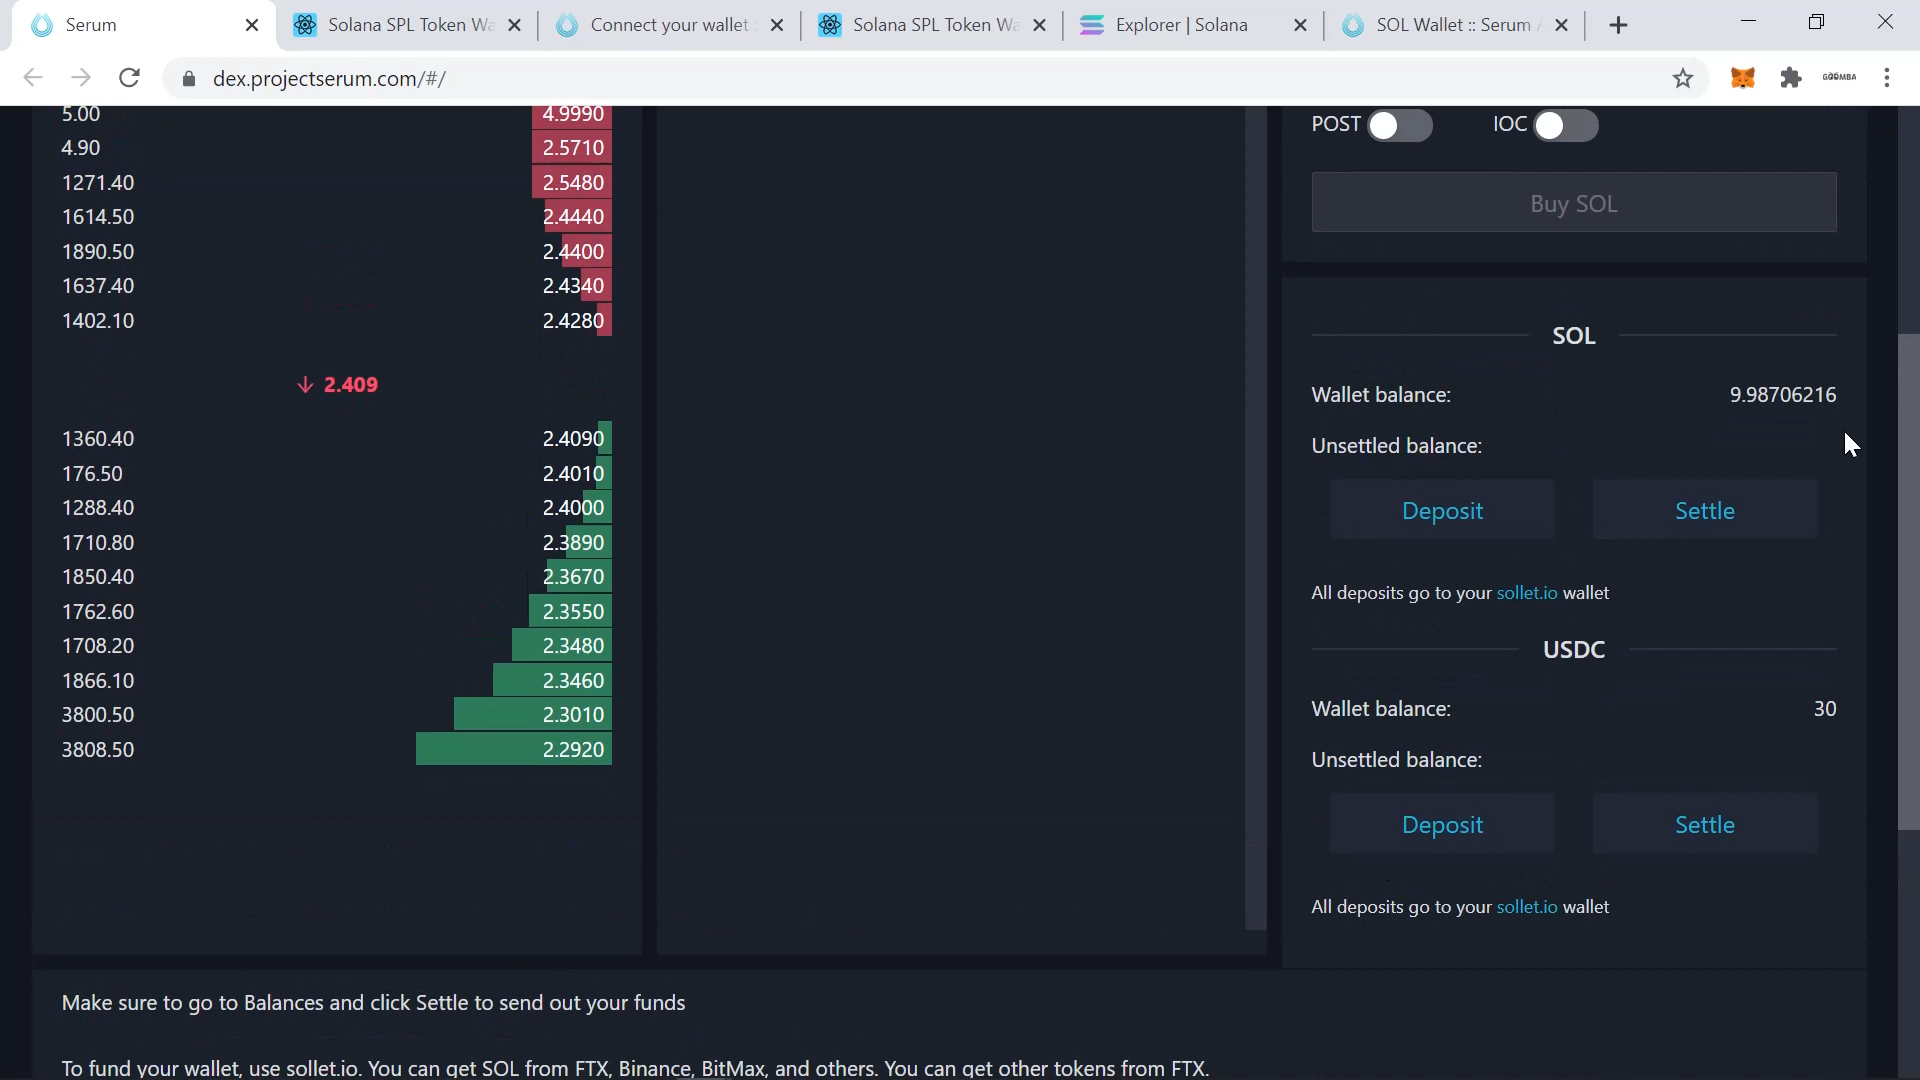 Serum
Solana SPL Token Wa
Connect your wallet :
Solana SPL Token Wa
Explorer | Solana
SOL Wallet :: Serum A
dex.projectserum.com/#/
GOOMBA
5.00 4.9990
4.90 2.5710
1271.40 2.5480
1614.50 2.4440
1890.50 2.4400
1637.40 2.4340
1402.10 2.4280
↓ 2.409
1360.40 2.4090
176.50 2.4010
1288.40 2.4000
1710.80 2.3890
1850.40 2.3670
1762.60 2.3550
1708.20 2.3480
1866.10 2.3460
3800.50 2.3010
3808.50 2.2920
POST IOC
Buy SOL
SOL
Wallet balance: 9.98706216
Unsettled balance:
Deposit Settle
All deposits go to your sollet.io wallet
USDC
Wallet balance: 30
Unsettled balance:
Deposit Settle
All deposits go to your sollet.io wallet
Make sure to go to Balances and click Settle to send out your funds
To fund your wallet, use sollet.io. You can get SOL from FTX, Binance, BitMax, and others. You can get other tokens from FTX.